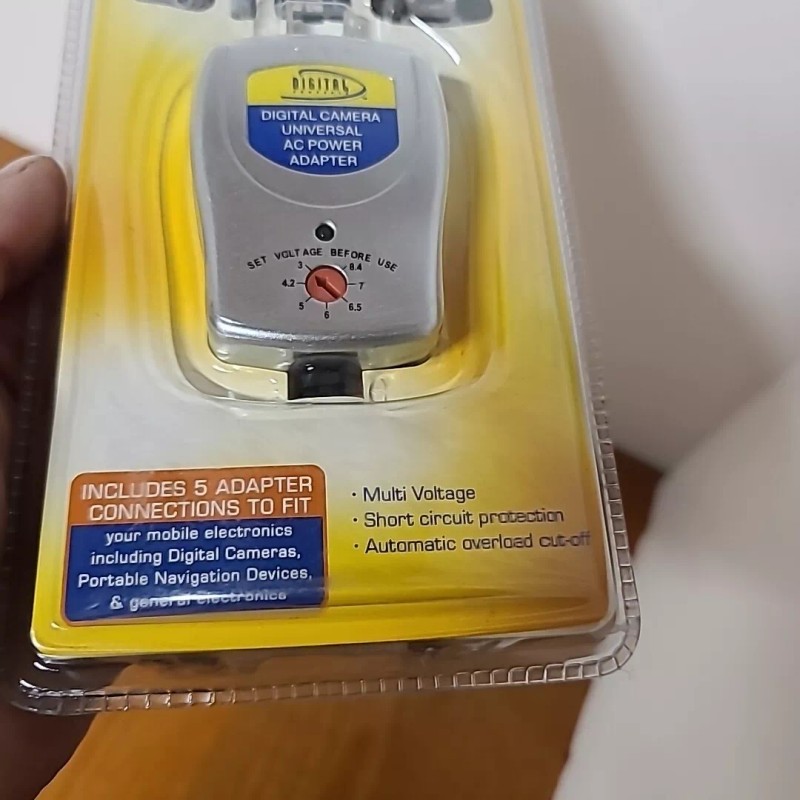 DIGITAL
DIGITAL CAMERA
UNIVERSAL
AC POWER
ADAPTER
SET VOLTAGE BEFORE USE
3 8.4
4.2 7
5 6.5
6
INCLUDES 5 ADAPTER
CONNECTIONS TO FIT
your mobile electronics
including Digital Cameras,
Portable Navigation Devices,
& general electronics
· Multi Voltage
· Short circuit protection
· Automatic overload cut-off